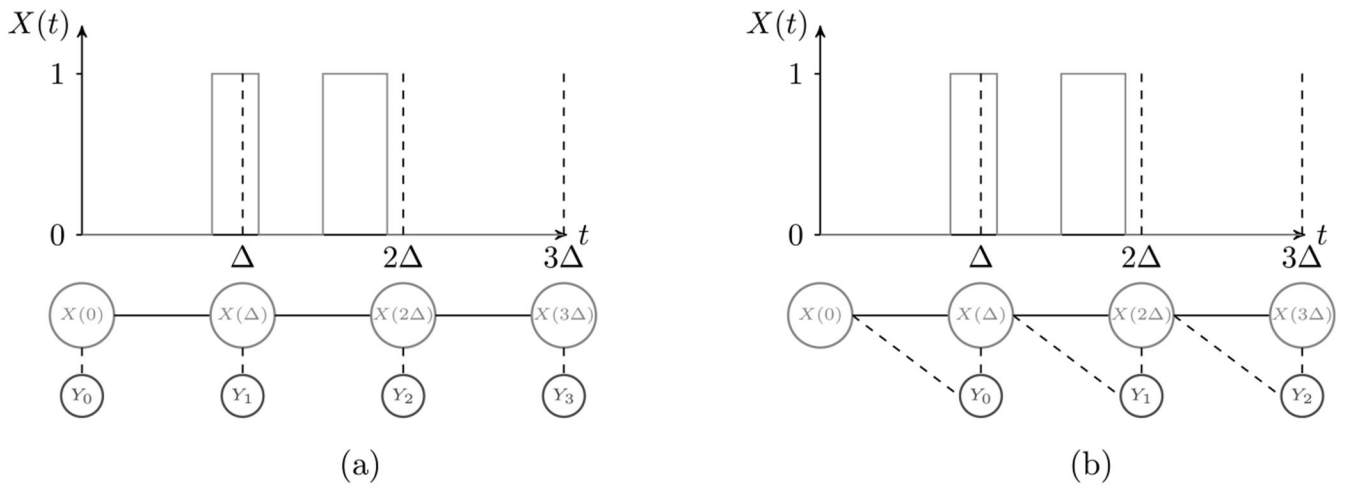 X(t)
1
0
t
Δ 2Δ 3Δ
X(0) X(Δ) X(2Δ) X(3Δ)
Y₀ Y₁ Y₂ Y₃
(a)
X(t)
1
0
t
Δ 2Δ 3Δ
X(0) X(Δ) X(2Δ) X(3Δ)
Y₀ Y₁ Y₂
(b)